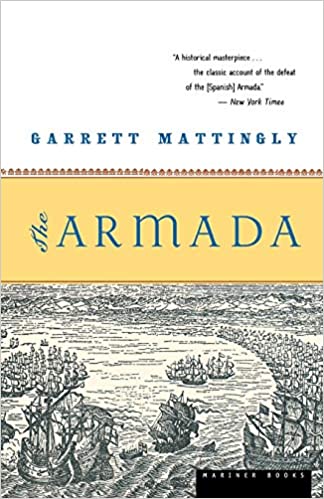 "A historical masterpiece . . .
the classic account of the defeat
of the [Spanish] Armada."
— New York Times
GARRETT MATTINGLY
The ARMADA
MARINER BOOKS